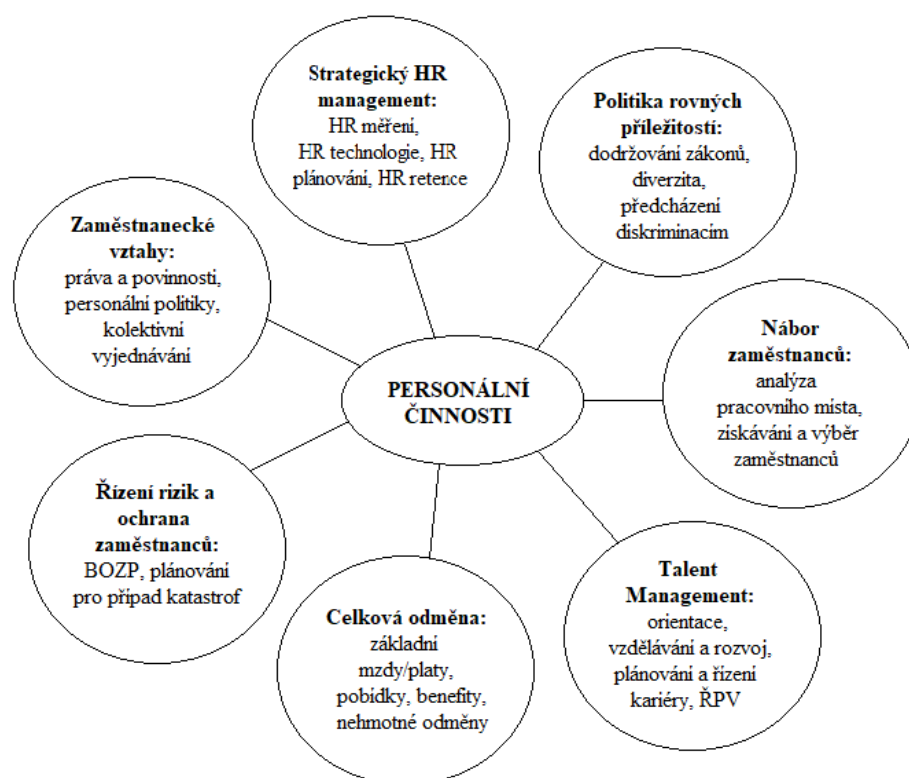 Strategický HR
management:
HR měření,
HR technologie, HR
plánování, HR retence
Politika rovných
příležitostí:
dodržování zákonů,
diverzita,
předcházení
diskriminacím
Zaměstnanecké
vztahy:
práva a povinnosti,
personální politiky,
kolektivní
vyjednávání
Nábor
zaměstnanců:
analýza
pracovního místa,
získávání a výběr
zaměstnanců
PERSONÁLNÍ
ČINNOSTI
Řízení rizik a
ochrana
zaměstnanců:
BOZP, plánování
pro případ katastrof
Talent
Management:
orientace,
vzdělávání a rozvoj,
plánování a řízení
kariéry, ŘPV
Celková odměna:
základní
mzdy/platy,
pobídky, benefity,
nehmotné odměny